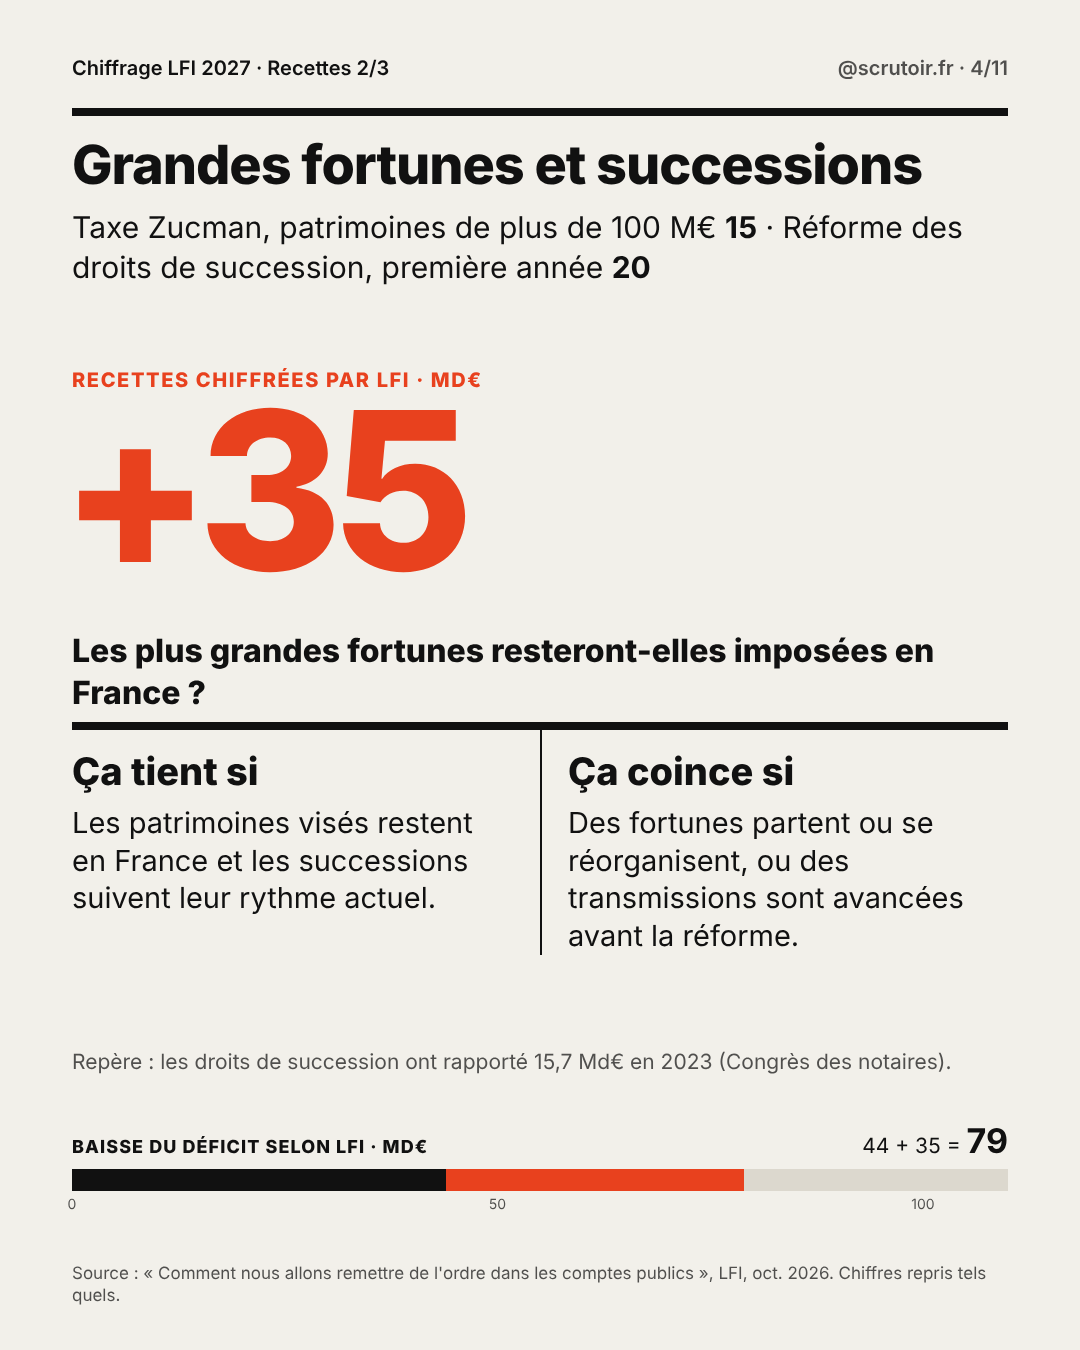 Chiffrage LFI 2027 · Recettes 2/3
@scrutoir.fr · 4/11
Grandes fortunes et successions
Taxe Zucman, patrimoines de plus de 100 M€ 15 · Réforme des
droits de succession, première année 20
RECETTES CHIFFRÉES PAR LFI · MD€
+35
Les plus grandes fortunes resteront-elles imposées en
France ?
Ça tient si
Les patrimoines visés restent
en France et les successions
suivent leur rythme actuel.
Ça coince si
Des fortunes partent ou se
réorganisent, ou des
transmissions sont avancées
avant la réforme.
Repère : les droits de succession ont rapporté 15,7 Md€ en 2023 (Congrès des notaires).
BAISSE DU DÉFICIT SELON LFI · MD€
44 + 35 = 79
0 50 100
Source : « Comment nous allons remettre de l'ordre dans les comptes publics », LFI, oct. 2026. Chiffres repris tels
quels.